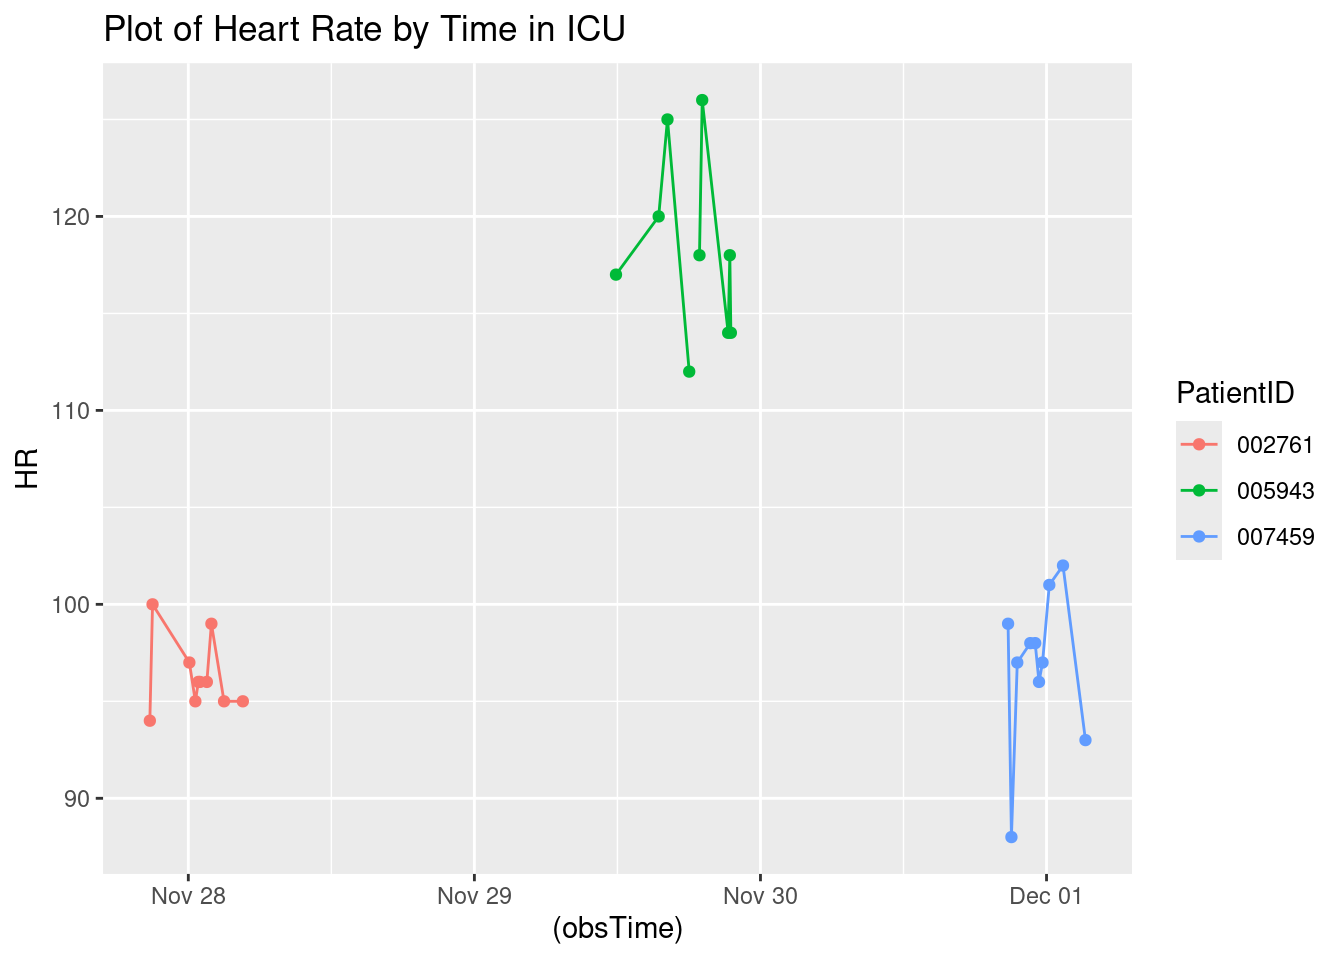 Plot of Heart Rate by Time in ICU
120
110
100
90
HR
Nov 28
Nov 29
Nov 30
Dec 01
(obsTime)
PatientID
002761
005943
007459